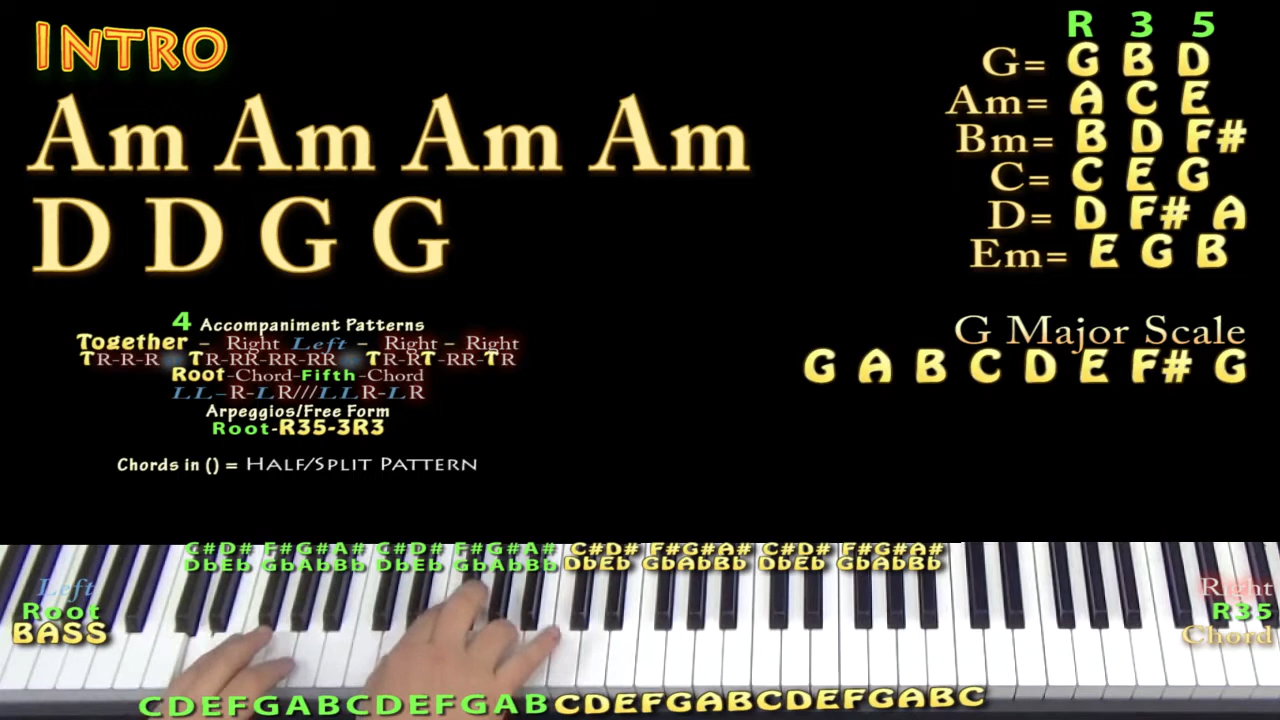 INTRO
Am Am Am Am
D D G G
4 Accompaniment Patterns
Together – Right Left – Right – Right
TR-R-R TR-RR-RR-RR TR-RT-RR-TR
Root-Chord-Fifth-Chord
LL-R-LR///LLR-LR
Arpeggios/Free Form
Root-R35-3R3
Chords in () = HALF/SPLIT PATTERN
R 3 5
G= G B D
Am= A C E
Bm= B D F#
C= C E G
D= D F# A
Em= E G B
G Major Scale
G A B C D E F# G
C#D# F#G#A# C#D# F#G#A# C#D# F#G#A# C#D# F#G#A#
DbEb GbAbBb DbEb GbAbBb DbEb GbAbBb DbEb GbAbBb
Left
Root
BASS
Right
R35
Chord
CDEFGABCDEFGABCDEFGABCDEFGABC